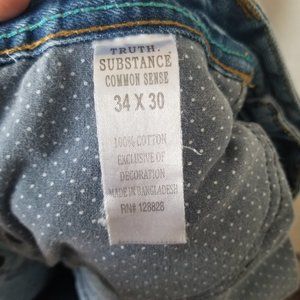 TRUTH.
SUBSTANCE
COMMON SENSE
34 X 30
100% COTTON
EXCLUSIVE OF
DECORATION
MADE IN BANGLADESH
RN# 128828